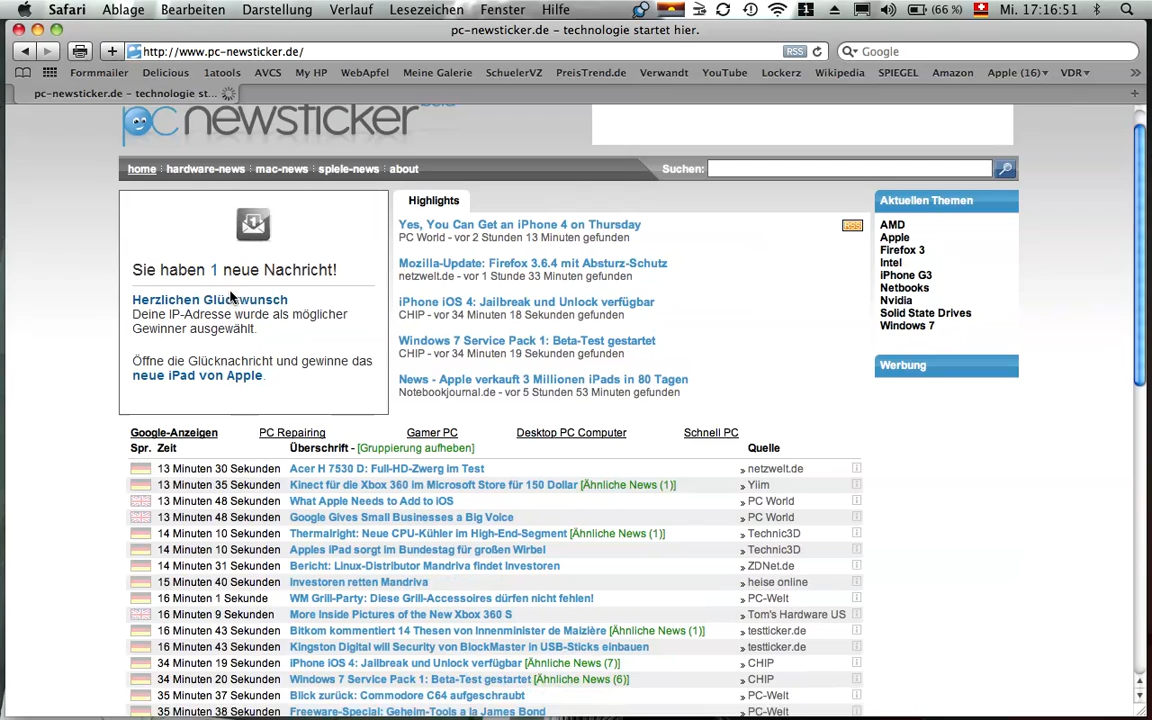 Safari Ablage Bearbeiten Darstellung Verlauf Lesezeichen Fenster Hilfe (66 %) Mi. 17:16:51
pc-newsticker.de – technologie startet hier.
http://www.pc-newsticker.de/ RSS Google
Formmailer Delicious 1atools AVCS My HP WebApfel Meine Galerie SchuelerVZ PreisTrend.de Verwandt YouTube Lockerz Wikipedia SPIEGEL Amazon Apple (16)▾ VDR▾ »
pc-newsticker.de – technologie st...
pc newsticker
home hardware-news mac-news spiele-news about Suchen:
1
Sie haben 1 neue Nachricht!
Herzlichen Glückwunsch
Deine IP-Adresse wurde als möglicher
Gewinner ausgewählt.
Öffne die Glücknachricht und gewinne das
neue iPad von Apple.
Highlights
Yes, You Can Get an iPhone 4 on Thursday
PC World - vor 2 Stunden 13 Minuten gefunden
RSS
Mozilla-Update: Firefox 3.6.4 mit Absturz-Schutz
netzwelt.de - vor 1 Stunde 33 Minuten gefunden
iPhone iOS 4: Jailbreak und Unlock verfügbar
CHIP - vor 34 Minuten 18 Sekunden gefunden
Windows 7 Service Pack 1: Beta-Test gestartet
CHIP - vor 34 Minuten 19 Sekunden gefunden
News - Apple verkauft 3 Millionen iPads in 80 Tagen
Notebookjournal.de - vor 5 Stunden 53 Minuten gefunden
Aktuellen Themen
AMD
Apple
Firefox 3
Intel
iPhone G3
Netbooks
Nvidia
Solid State Drives
Windows 7
Werbung
Google-Anzeigen PC Repairing Gamer PC Desktop PC Computer Schnell PC
Spr. Zeit Überschrift - [Gruppierung aufheben] Quelle
13 Minuten 30 Sekunden Acer H 7530 D: Full-HD-Zwerg im Test » netzwelt.de
13 Minuten 35 Sekunden Kinect für die Xbox 360 im Microsoft Store für 150 Dollar [Ähnliche News (1)] » Yiim
13 Minuten 48 Sekunden What Apple Needs to Add to iOS » PC World
13 Minuten 48 Sekunden Google Gives Small Businesses a Big Voice » PC World
14 Minuten 10 Sekunden Thermalright: Neue CPU-Kühler im High-End-Segment [Ähnliche News (1)] » Technic3D
14 Minuten 10 Sekunden Apples iPad sorgt im Bundestag für großen Wirbel » Technic3D
14 Minuten 31 Sekunden Bericht: Linux-Distributor Mandriva findet Investoren » ZDNet.de
15 Minuten 40 Sekunden Investoren retten Mandriva » heise online
16 Minuten 1 Sekunde WM Grill-Party: Diese Grill-Accessoires dürfen nicht fehlen! » PC-Welt
16 Minuten 9 Sekunden More Inside Pictures of the New Xbox 360 S » Tom's Hardware US
16 Minuten 43 Sekunden Bitkom kommentiert 14 Thesen von Innenminister de Maizière [Ähnliche News (1)] » testticker.de
16 Minuten 43 Sekunden Kingston Digital will Security von BlockMaster in USB-Sticks einbauen » testticker.de
34 Minuten 19 Sekunden iPhone iOS 4: Jailbreak und Unlock verfügbar [Ähnliche News (7)] » CHIP
34 Minuten 20 Sekunden Windows 7 Service Pack 1: Beta-Test gestartet [Ähnliche News (6)] » CHIP
35 Minuten 37 Sekunden Blick zurück: Commodore C64 aufgeschraubt » PC-Welt
35 Minuten 38 Sekunden Freeware-Special: Geheim-Tools a la James Bond » PC-Welt